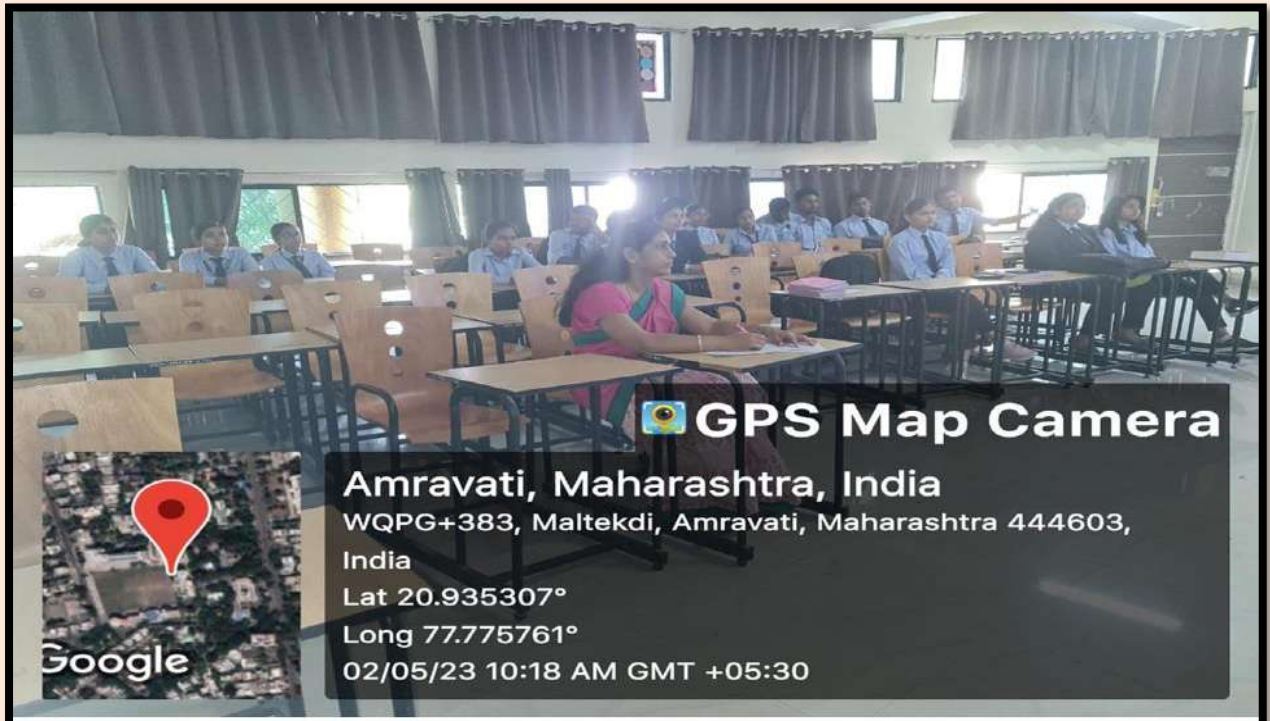 GPS Map Camera
Amravati, Maharashtra, India
WQPG+383, Maltekdi, Amravati, Maharashtra 444603,
India
Lat 20.935307°
Long 77.775761°
02/05/23 10:18 AM GMT +05:30
Google